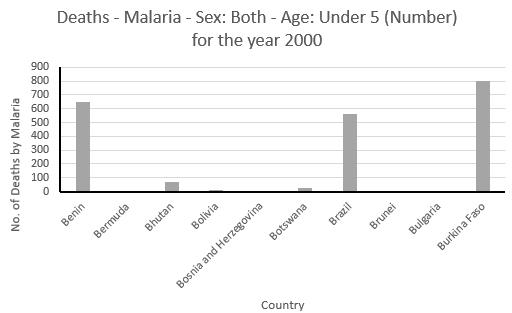 Deaths - Malaria - Sex: Both - Age: Under 5 (Number)
for the year 2000
900
800
700
600
500
400
300
200
100
0
No. of Deaths by Malaria
Benin
Bermuda
Bhutan
Bolivia
Bosnia and Herzegovina
Botswana
Brazil
Brunei
Bulgaria
Burkina Faso
Country